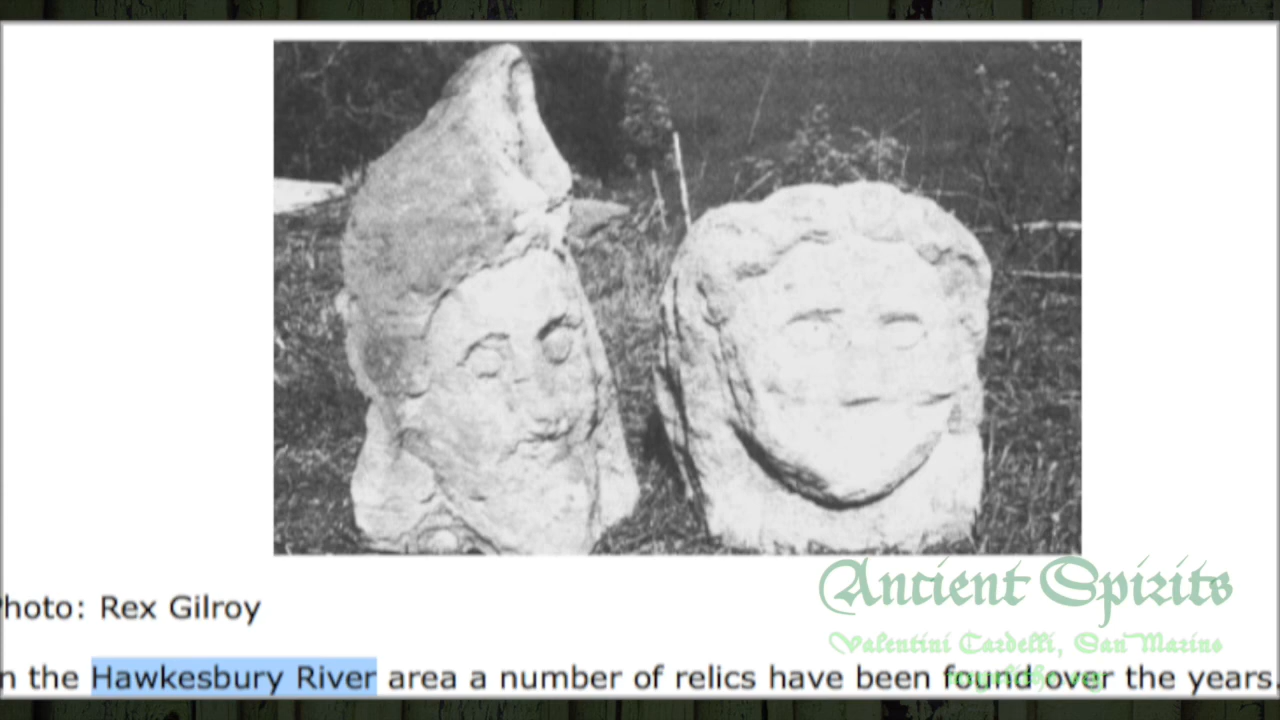 Photo: Rex Gilroy
Ancient Spirits
Valentini Cardelli, San Marino
n the Hawkesbury River area a number of relics have been found over the years.